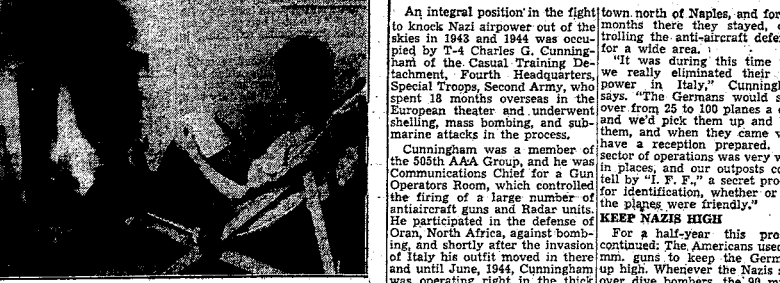 An integral position in the fight
to knock Nazi airpower out of the
skies in 1943 and 1944 was occu-
pied by T-4 Charles G. Cunning-
ham of the Casual Training De-
tachment, Fourth Headquarters,
Special Troops, Second Army, who
spent 18 months overseas in the
European theater and underwent
shelling, mass bombing, and sub-
marine attacks in the process.
Cunningham was a member of
the 505th AAA Group, and he was
Communications Chief for a Gun
Operators Room, which controlled
the firing of a large number of
antiaircraft guns and Radar units.
He participated in the defense of
Oran, North Africa, against bomb-
ing, and shortly after the invasion
of Italy his outfit moved in there
and until June, 1944, Cunningham
was operating right in the thick
town north of Naples, and for
months there they stayed,
trolling the anti-aircraft defe
for a wide area.
"It was during this time
we really eliminated their
power in Italy," Cunningh
says. "The Germans would s
over from 25 to 100 planes a
and we'd pick them up and
them, and when they came
have a reception prepared.
sector of operations was very
in places, and our outposts co
tell by "I. F. F.," a secret pro
for identification, whether or
the planes were friendly."
KEEP NAZIS HIGH
For a half-year this pro
continued: The Americans used
mm. guns to keep the Germ
up high. Whenever the Nazis
over dive bombers, the 90